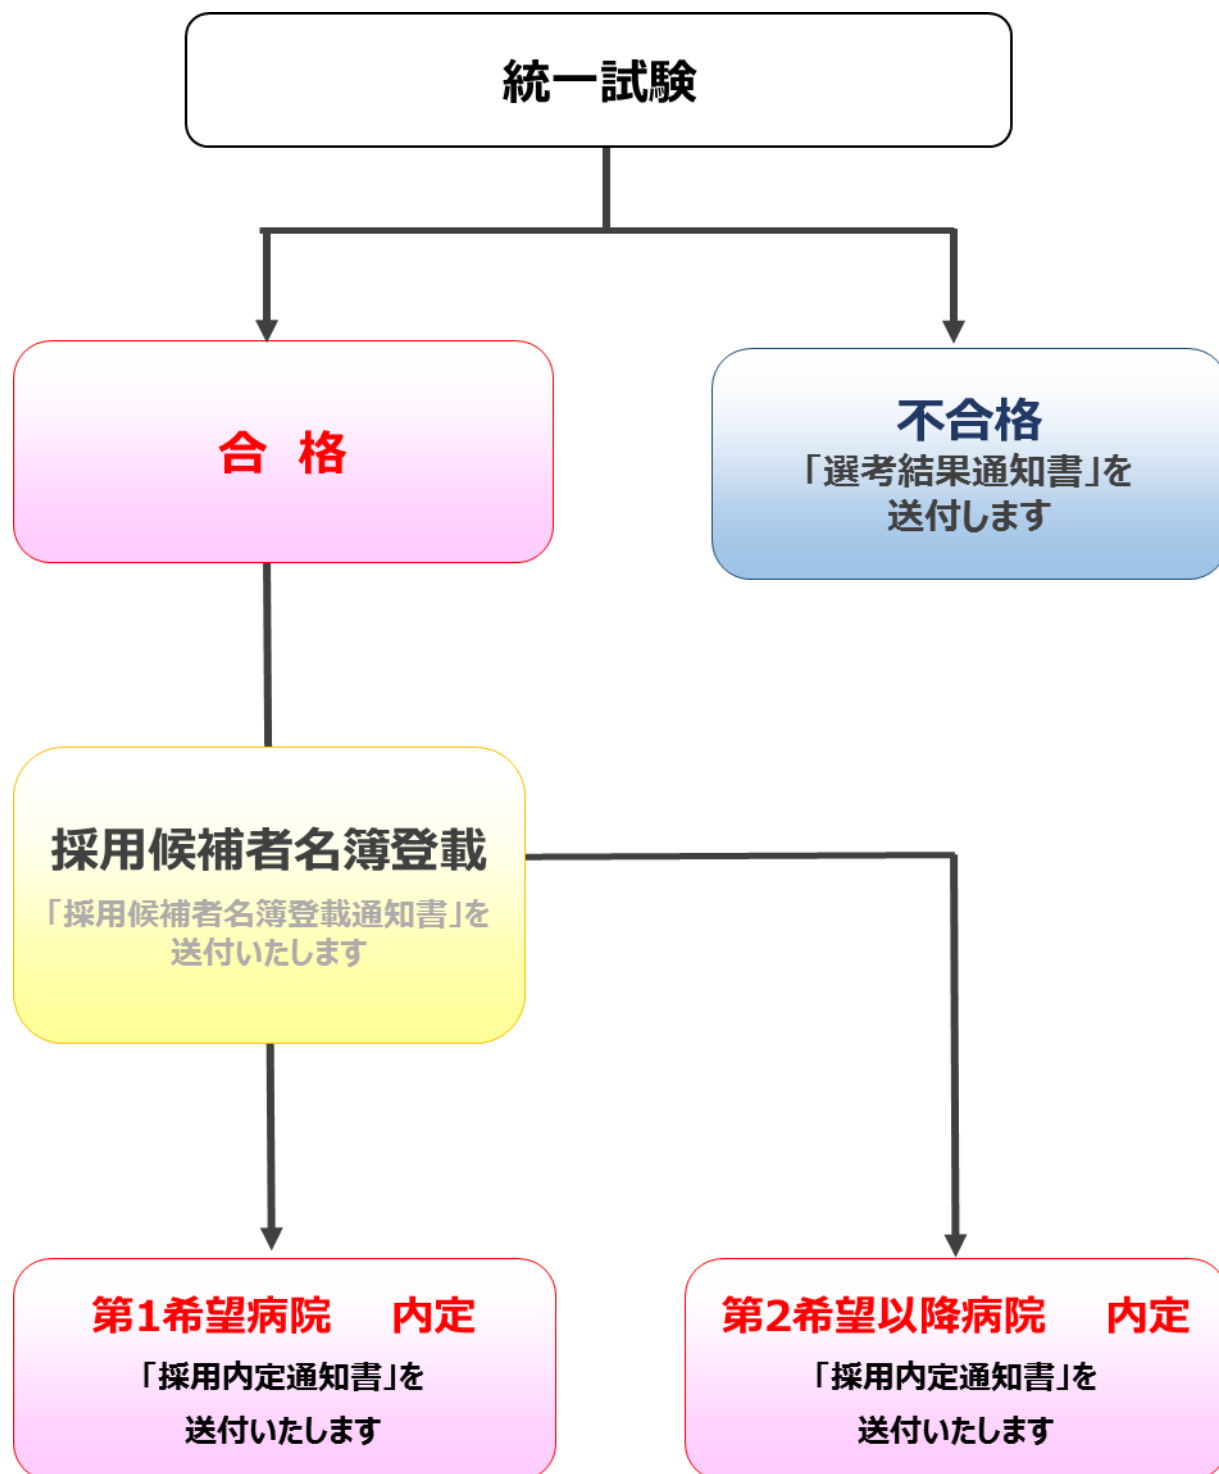 統一試験
合 格
不合格
「選考結果通知書」を
送付します
採用候補者名簿登載
「採用候補者名簿登載通知書」を
送付いたします
第1希望病院 内定
「採用内定通知書」を
送付いたします
第2希望以降病院 内定
「採用内定通知書」を
送付いたします